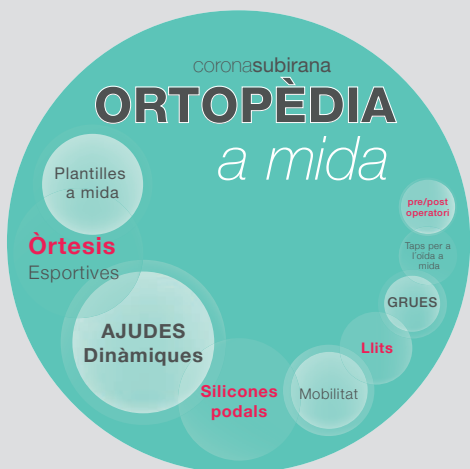 coronasubirana
ORTOPÈDIA
a mida
Plantilles
a mida
Òrtesis
Esportives
AJUDES
Dinàmiques
Silicones
podals
Mobilitat
Llits
GRUES
Taps per a
l'oïda a
mida
pre/post
operatori